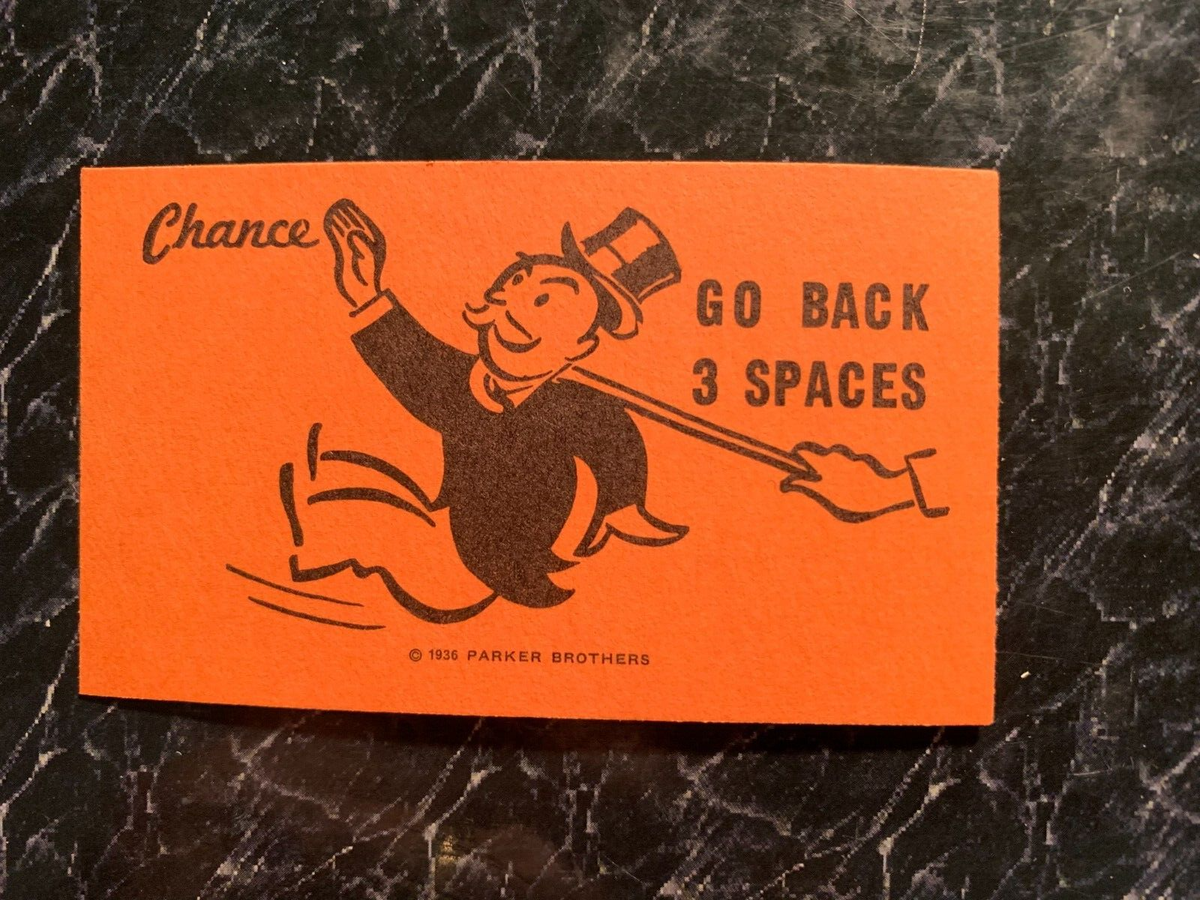 Chance
GO BACK
3 SPACES
© 1936 PARKER BROTHERS